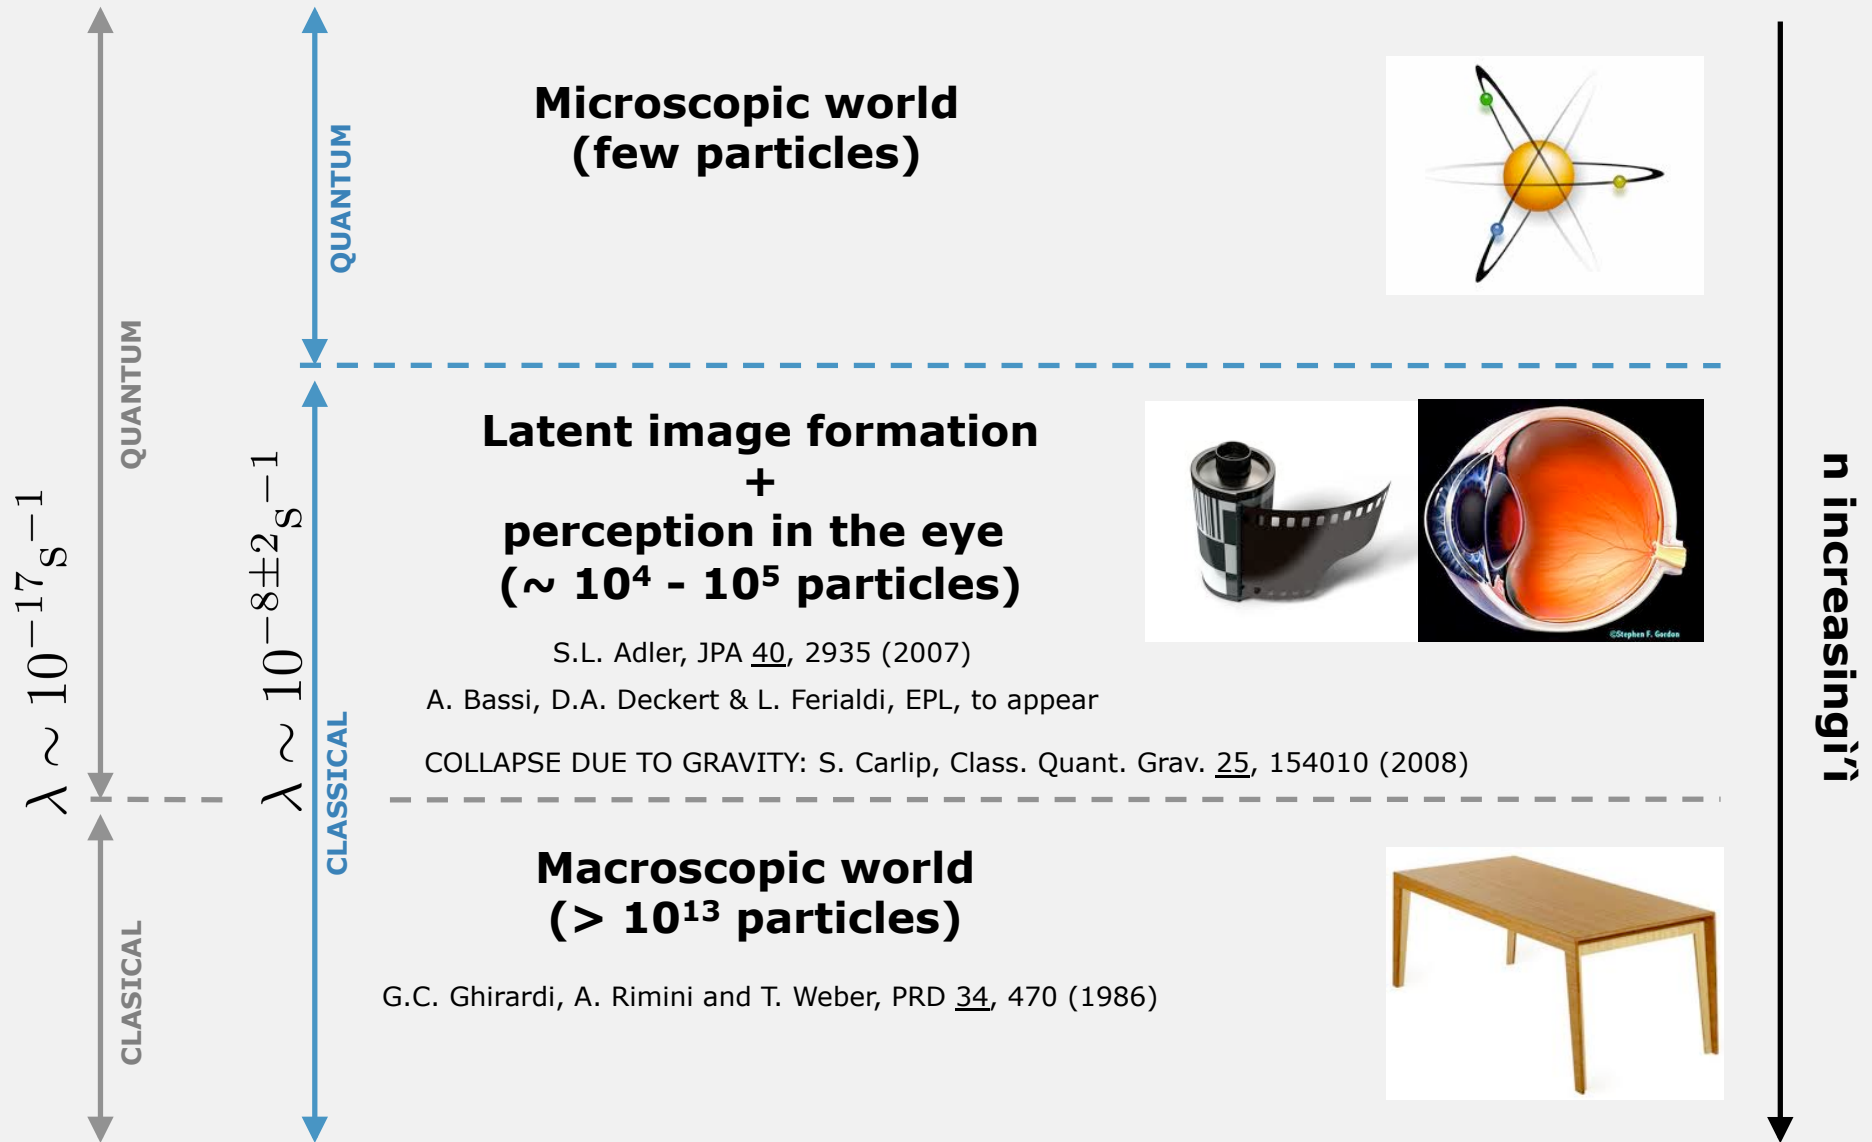 Microscopic world
(few particles)
QUANTUM
QUANTUM
Latent image formation
+
perception in the eye
(~ 10⁴ - 10⁵ particles)
©Stephen F. Gordon
S.L. Adler, JPA 40, 2935 (2007)
A. Bassi, D.A. Deckert & L. Ferialdi, EPL, to appear
COLLAPSE DUE TO GRAVITY: S. Carlip, Class. Quant. Grav. 25, 154010 (2008)
λ ∼ 10⁻¹⁷s⁻¹
λ ∼ 10⁻⁸±²s⁻¹
CLASSICAL
n increasingì'ì
Macroscopic world
(> 10¹³ particles)
G.C. Ghirardi, A. Rimini and T. Weber, PRD 34, 470 (1986)
CLASICAL